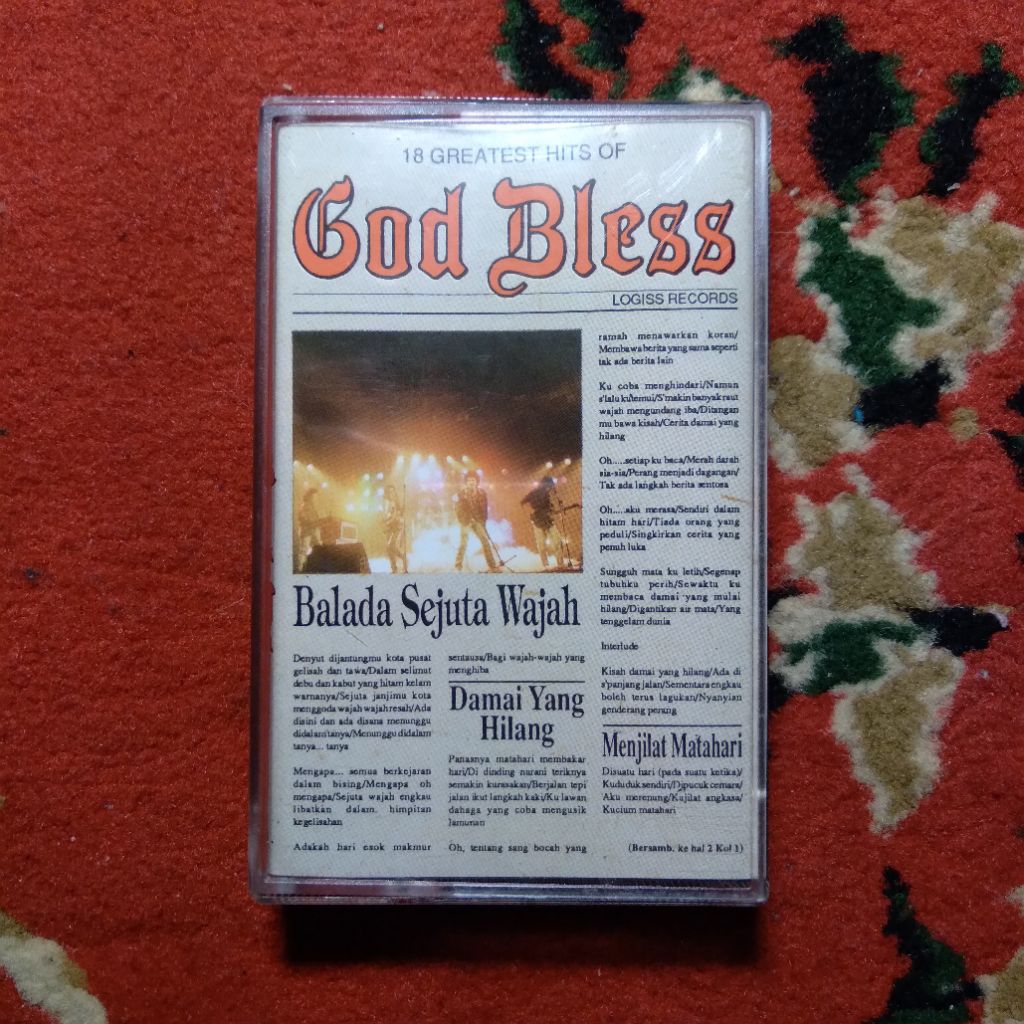 18 GREATEST HITS OF
God Bless
LOGISS RECORDS
Balada Sejuta Wajah
Denyut dijantungmu kota pusat
gelisah dan tawa/Dalam selimut
debu dan kabut yang hitam kelam
warnanya/Sejuta janjimu kota
menggoda wajah wajah resah/Ada
disini dan ada disana menunggu
didalam tanya/Menunggu didalam
tanya... tanya
Mengapa... semua berkejaran
dalam bising/Mengapa oh
mengapa/Sejuta wajah engkau
libatkan dalam himpitan
kegelisahan
Adakah hari esok makmur
sentausa/Bagi wajah-wajah yang
menghiba
Damai Yang
Hilang
Panasnya matahari membakar
hari/Di dinding nurani teriknya
semakin kurasakan/Berjalan tepi
jalan ikut langkah kaki/Ku lawan
dahaga yang coba mengusik
lamunan
Oh, tentang sang bocah yang
ramah menawarkan koran/
Membawa berita yang sama seperti
tak ada berita lain
Ku coba menghindari/Namun
s'lalu ku temui/S'makin banyak raut
wajah mengundang iba/Ditangan
mu bawa kisah/Cerita damai yang
hilang
Oh.....setiap ku baca/Merah darah
sia-sia/Perang menjadi dagangan/
Tak ada langkah berita sentosa
Oh.....aku merasa/Sendiri dalam
hitam hari/Tiada orang yang
peduli/Singkirkan cerita yang
penuh luka
Sungguh mata ku letih/Segenap
tubuhku perih/Sewaktu ku
membaca damai yang mulai
hilang/Digantikan air mata/Yang
tenggelam dunia
Interlude
Kisah damai yang hilang/Ada di
s'panjang jalan/Sementara engkau
boleh terus lagukan/Nyanyian
genderang perang
Menjilat Matahari
Disuatu hari (pada suatu ketika)/
Kududuk sendiri/Dipucuk cemara/
Aku merenung/Kujilat angkasa/
Kucium matahari
(Bersamb. ke hal 2 Kol 1)